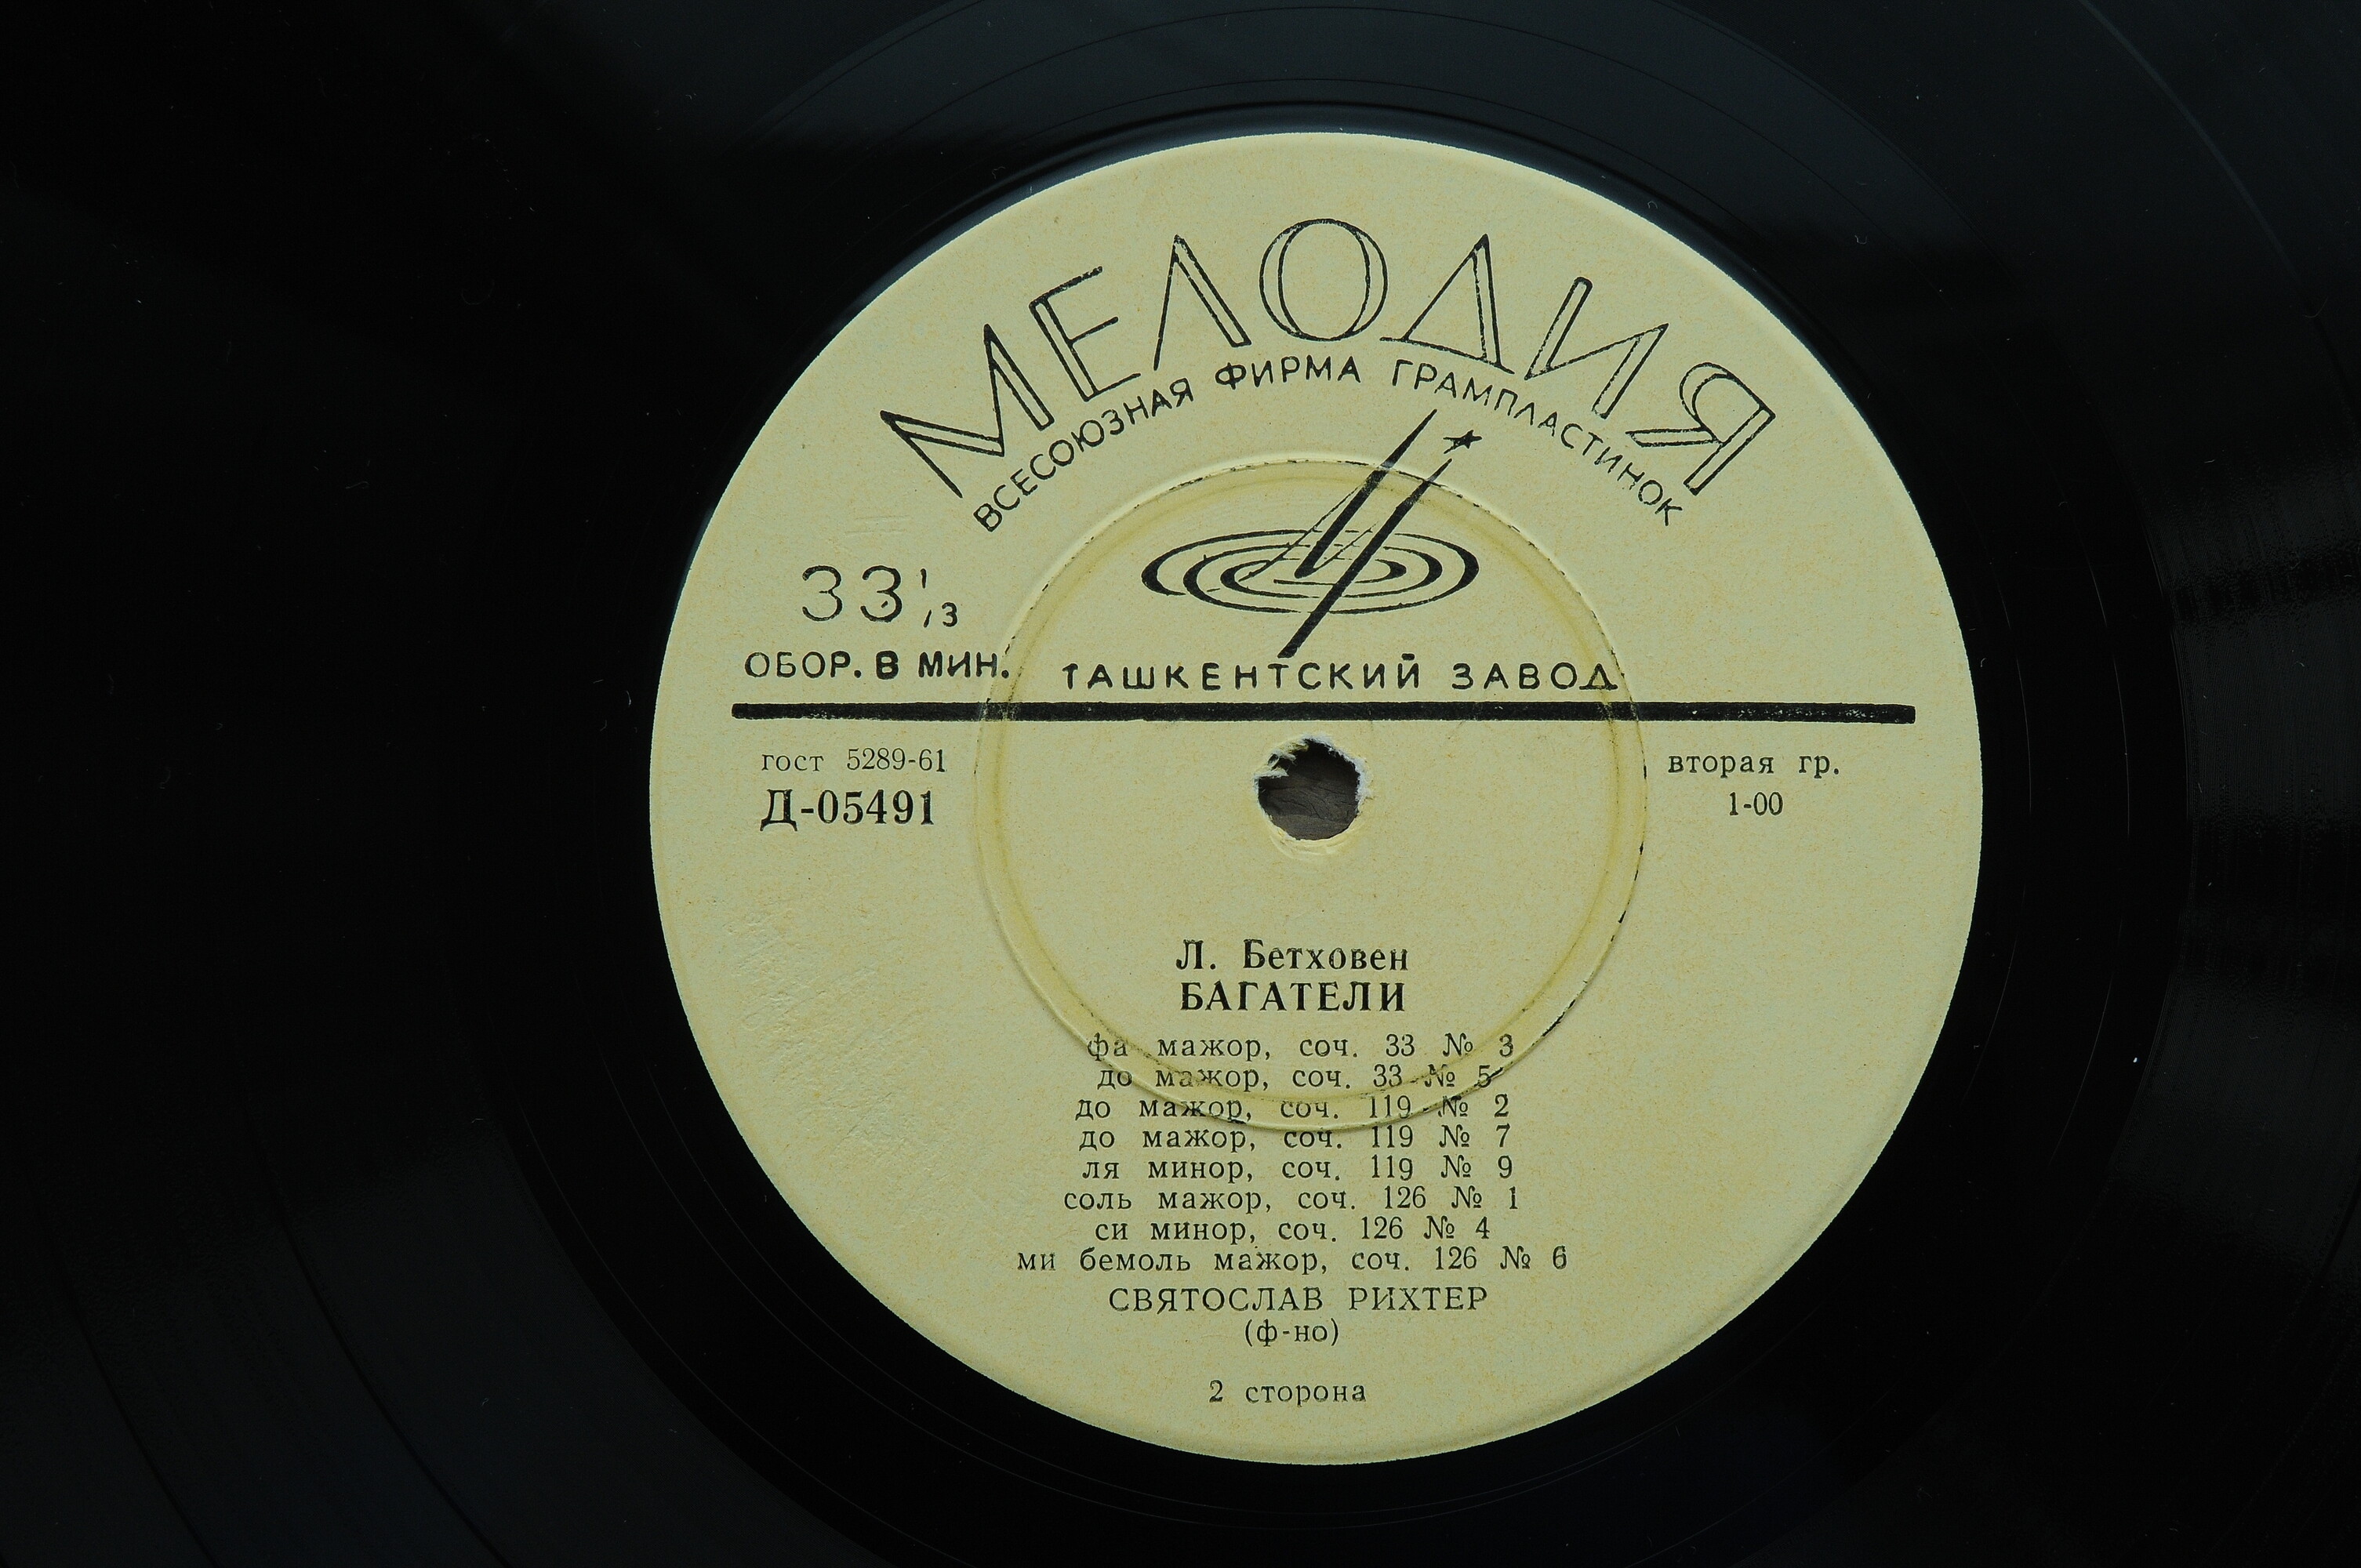 МЕЛОДИЯ
ВСЕСОЮЗНАЯ ФИРМА ГРАМПЛАСТИНОК
33 1/3
ОБОР. В МИН.
ТАШКЕНТСКИЙ ЗАВОД
гост 5289-61
Д-05491
вторая гр.
1-00
Л. Бетховен
БАГАТЕЛИ
фа мажор, соч. 33 № 3
до мажор, соч. 33 № 5
до мажор, соч. 119 № 2
до мажор, соч. 119 № 7
ля минор, соч. 119 № 9
соль мажор, соч. 126 № 1
си минор, соч. 126 № 4
ми бемоль мажор, соч. 126 № 6
СВЯТОСЛАВ РИХТЕР
(ф-но)
2 сторона